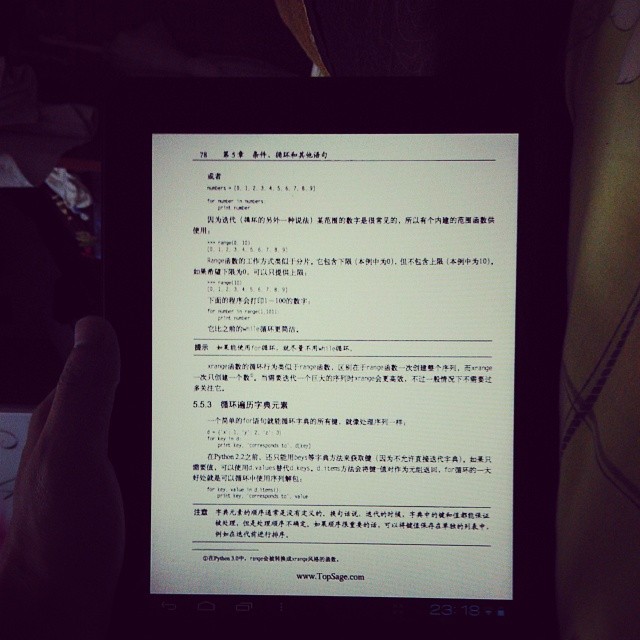 78 第5章 条件、循环和其他语句
或者
numbers = [0, 1, 2, 3, 4, 5, 6, 7, 8, 9]
for number in numbers:
print number
因为迭代（循环的另外一种说法）某范围的数字是很常见的，所以有个内建的范围函数供
使用：
>>> range(0, 10)
[0, 1, 2, 3, 4, 5, 6, 7, 8, 9]
Range函数的工作方式类似于分片。它包含下限（本例中为0），但不包含上限（本例中为10）。
如果希望下限为0，可以只提供上限：
>>> range(10)
[0, 1, 2, 3, 4, 5, 6, 7, 8, 9]
下面的程序会打印1～100的数字：
for number in range(1,101):
print number
它比之前的while循环更简洁。
提示 如果能使用for循环，就尽量不用while循环。
xrange函数的循环行为类似于range函数，区别在于range函数一次创建整个序列，而xrange
一次只创建一个数①。当需要迭代一个巨大的序列时xrange会更高效，不过一般情况下不需要过
多关注它。
5.5.3 循环遍历字典元素
一个简单的for语句就能循环字典的所有键，就像处理序列一样：
d = {'x': 1, 'y': 2, 'z': 3}
for key in d:
print key, 'corresponds to', d[key]
在Python 2.2之前，还只能用keys等字典方法来获取键（因为不允许直接迭代字典）。如果只
需要值，可以使用d.values替代d.keys。d.items方法会将键-值对作为元组返回，for循环的一大
好处就是可以循环中使用序列解包：
for key, value in d.items():
print key, 'corresponds to', value
注意 字典元素的顺序通常是没有定义的。换句话说，迭代的时候，字典中的键和值都能保证
被处理，但是处理顺序不确定。如果顺序很重要的话，可以将键值保存在单独的列表中，
例如在迭代前进行排序。
①在Python 3.0中，range会被转换成xrange风格的函数。
www.TopSage.com
23:18